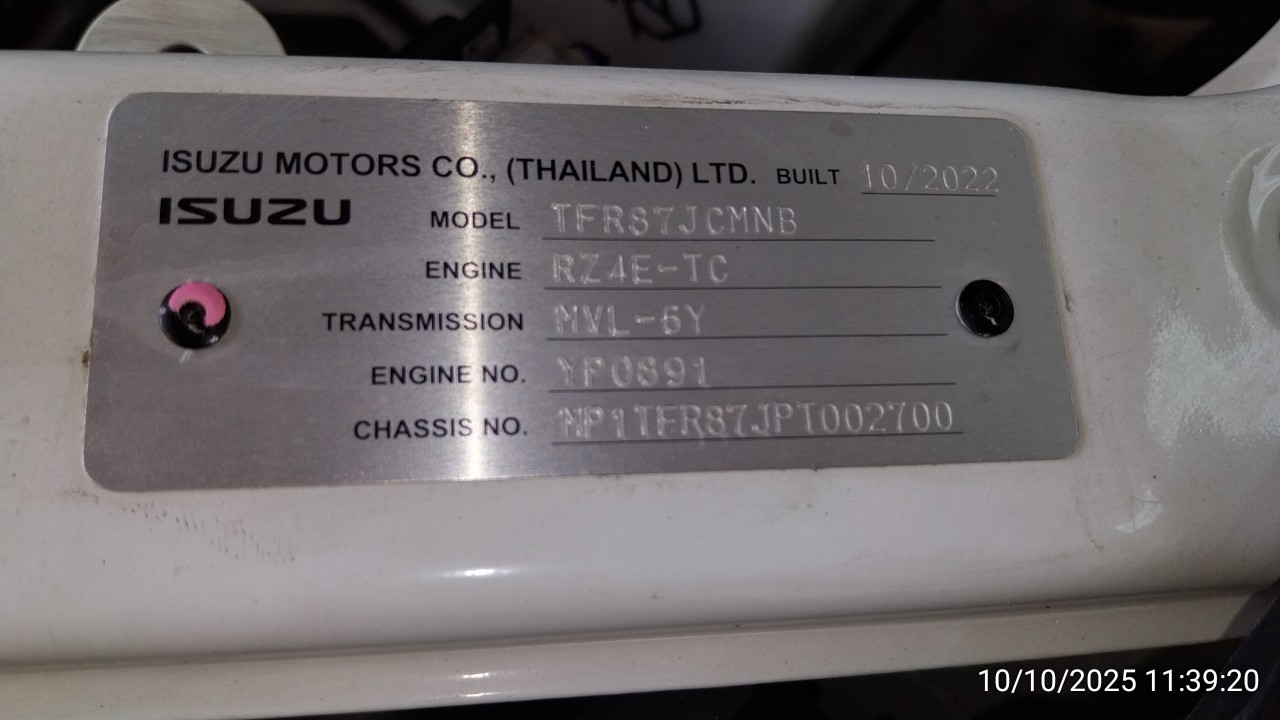 ISUZU MOTORS CO., (THAILAND) LTD. BUILT 10/2022
ISUZU MODEL TFR87JCMNB
ENGINE RZ4E-TC
TRANSMISSION MVL-6Y
ENGINE NO. YP0891
CHASSIS NO. MP1TFR87JPT002700
10/10/2025 11:39:20